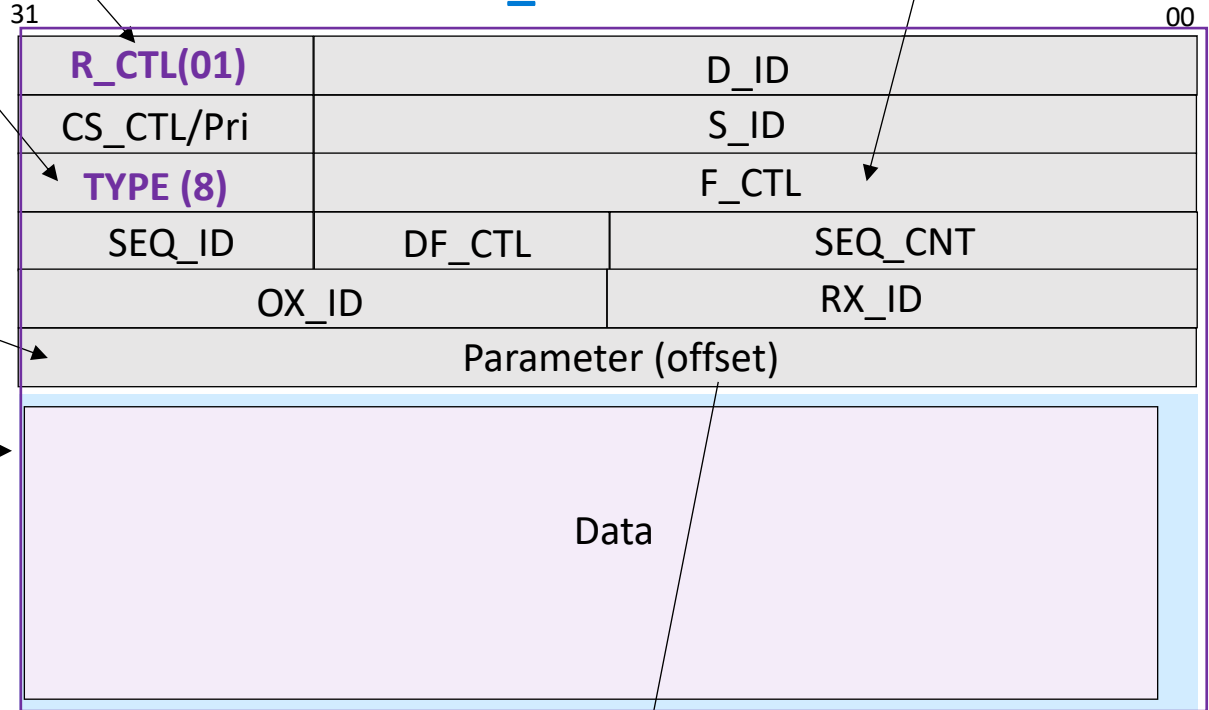 31 00
R_CTL(01) D_ID
CS_CTL/Pri S_ID
TYPE (8) F_CTL
SEQ_ID DF_CTL SEQ_CNT
OX_ID RX_ID
Parameter (offset)
Data